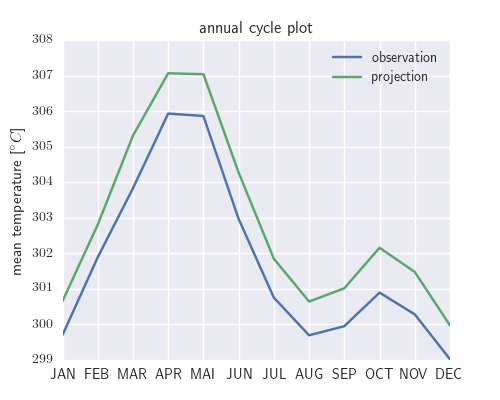 annual cycle plot
308
307
306
305
304
303
302
301
300
299
mean temperature [°C]
observation
projection
JAN FEB MAR APR MAI JUN JUL AUG SEP OCT NOV DEC